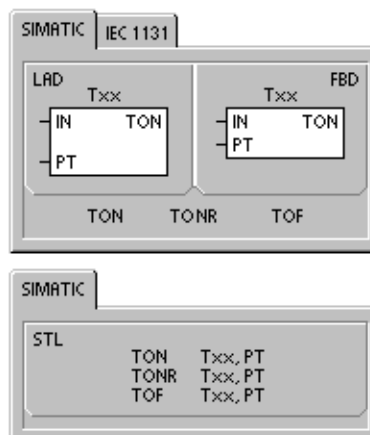 SIMATIC IEC 1131
LAD FBD
Txx Txx
IN TON IN TON
PT PT
TON TONR TOF
SIMATIC
STL
TON Txx, PT
TONR Txx, PT
TOF Txx, PT